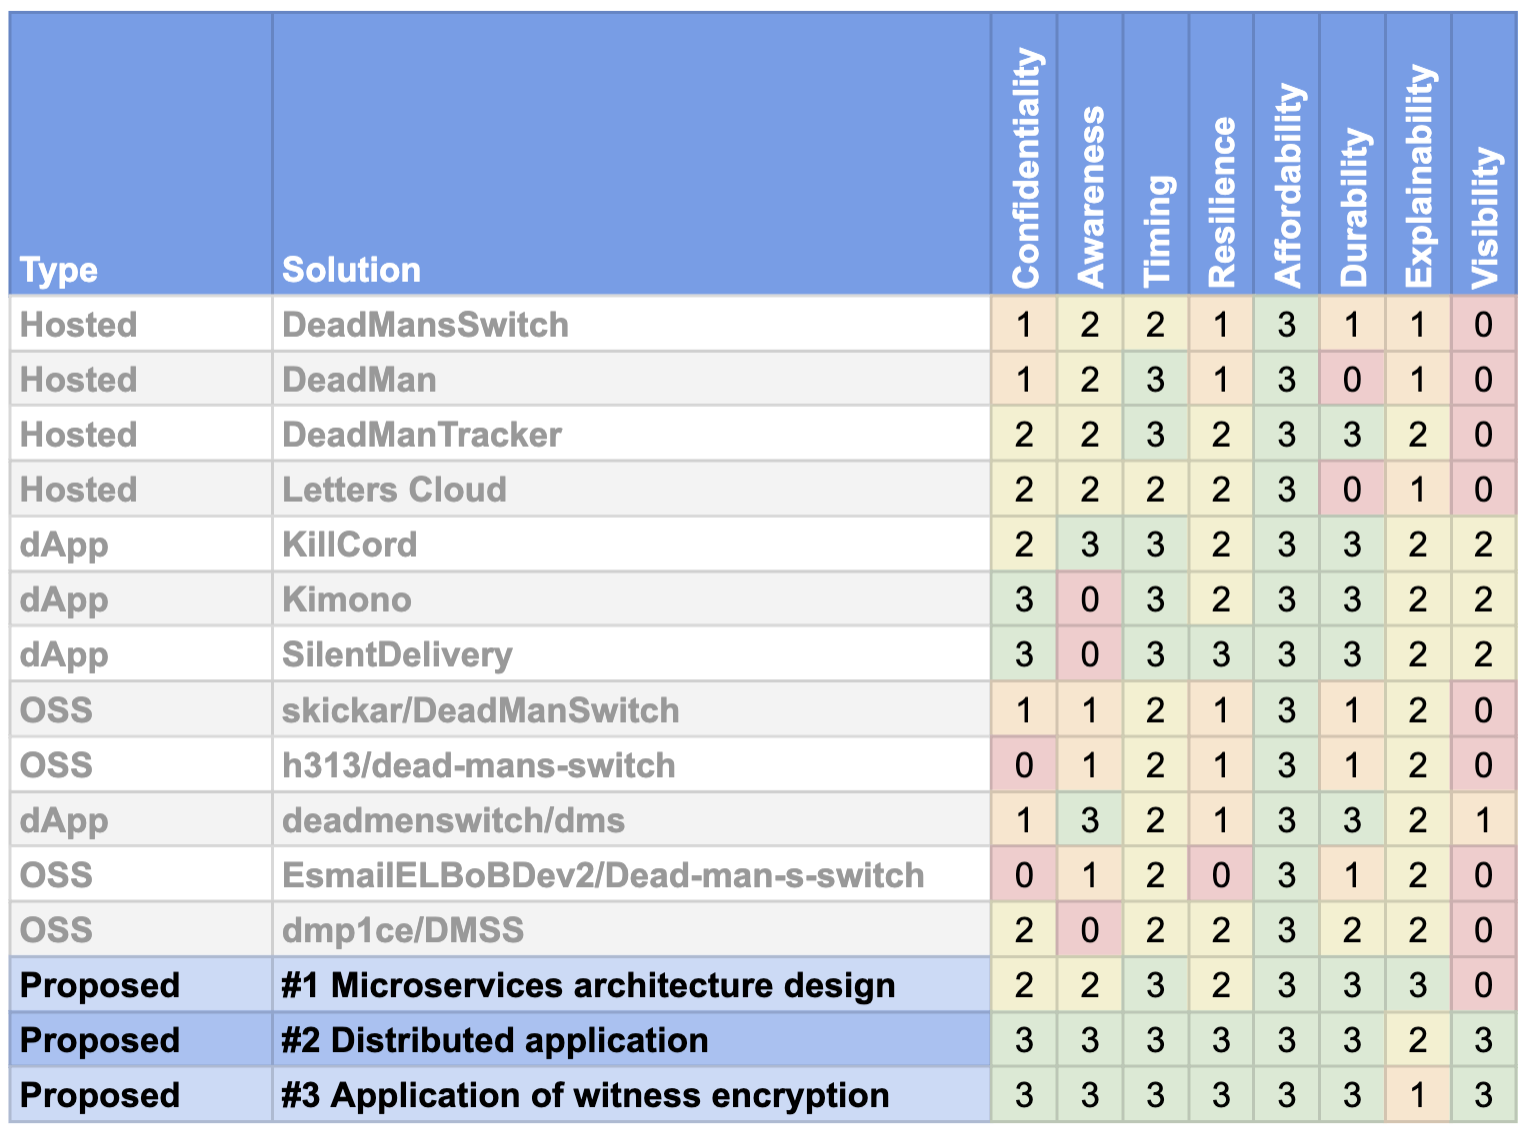 Type Solution Confidentiality Awareness Timing Resilience Affordability Durability Explainability Visibility
Hosted DeadMansSwitch 1 2 2 1 3 1 1 0
Hosted DeadMan 1 2 3 1 3 0 1 0
Hosted DeadManTracker 2 2 3 2 3 3 2 0
Hosted Letters Cloud 2 2 2 2 3 0 1 0
dApp KillCord 2 3 3 2 3 3 2 2
dApp Kimono 3 0 3 2 3 3 2 2
dApp SilentDelivery 3 0 3 3 3 3 2 2
OSS skickar/DeadManSwitch 1 1 2 1 3 1 2 0
OSS h313/dead-mans-switch 0 1 2 1 3 1 2 0
dApp deadmenswitch/dms 1 3 2 1 3 3 2 1
OSS EsmailELBoBDev2/Dead-man-s-switch 0 1 2 0 3 1 2 0
OSS dmp1ce/DMSS 2 0 2 2 3 2 2 0
Proposed #1 Microservices architecture design 2 2 3 2 3 3 3 0
Proposed #2 Distributed application 3 3 3 3 3 3 2 3
Proposed #3 Application of witness encryption 3 3 3 3 3 3 1 3